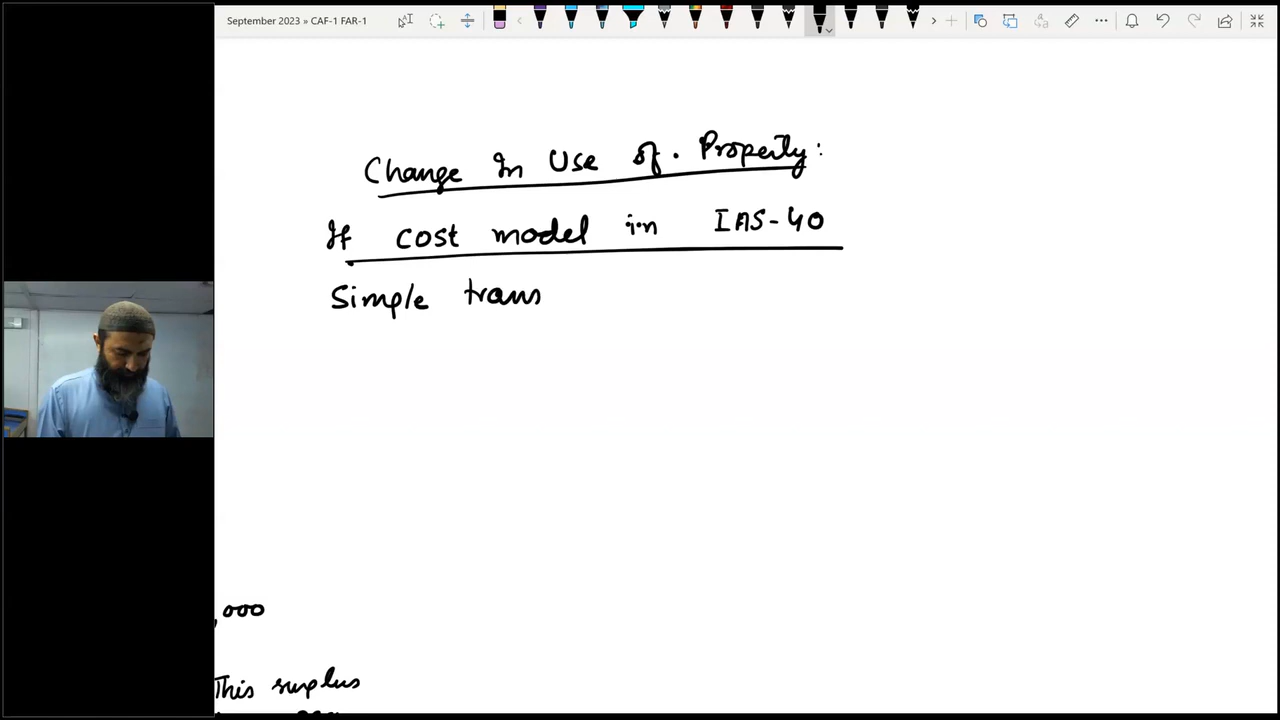 September 2023 » CAF-1 FAR-1
Change In Use of. Property:
If cost model in IAS-40
Simple trans
,000
This surplus